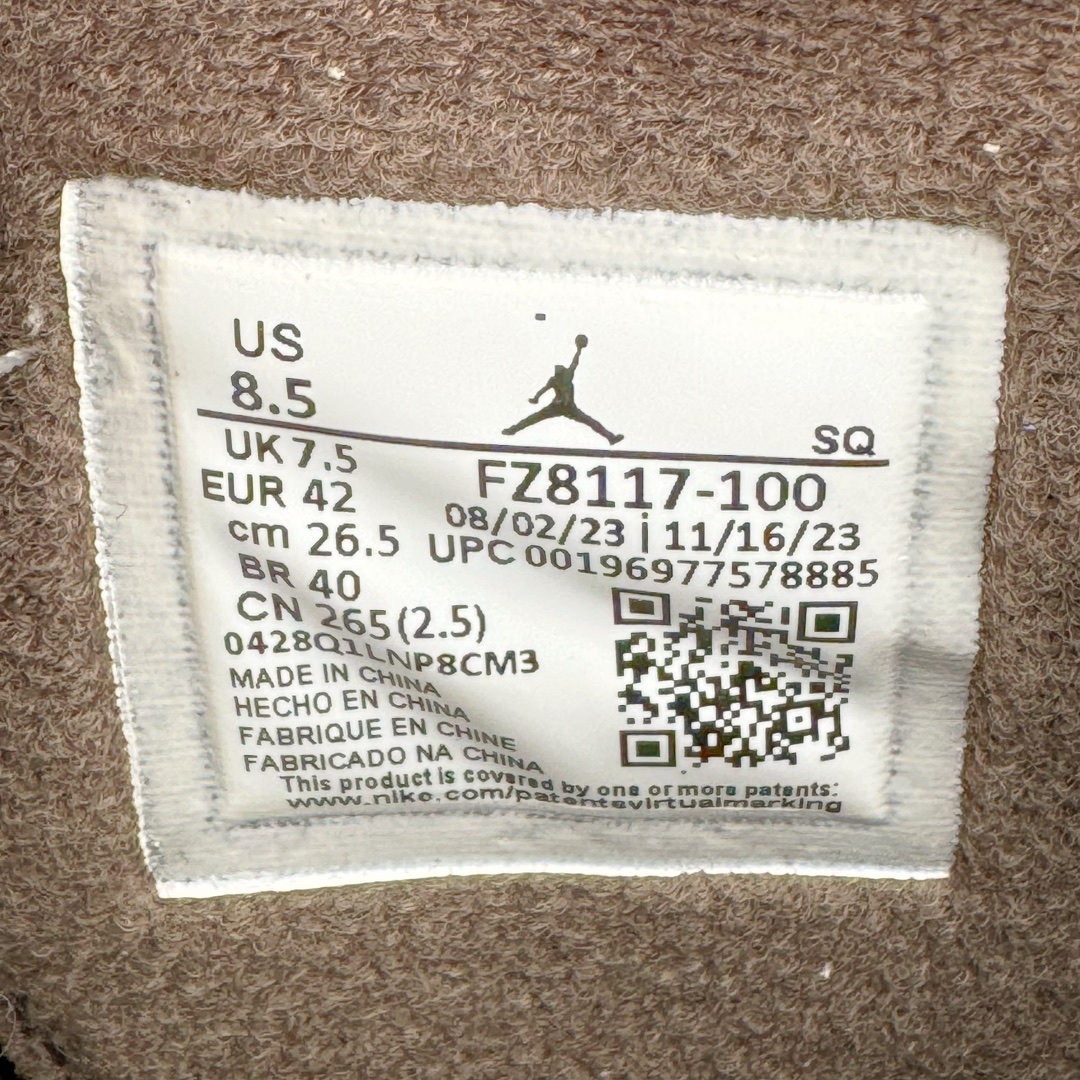 US
8.5
SQ
UK 7.5
EUR 42
cm 26.5
BR 40
CN 265(2.5)
FZ8117-100
08/02/23 | 11/16/23
UPC 00196977578885
0428Q1LNP8CM3
MADE IN CHINA
HECHO EN CHINA
FABRIQUE EN CHINE
FABRICADO NA CHINA
This product is covered by one or more patents:
www.nike.com/patentsvirtualmarking